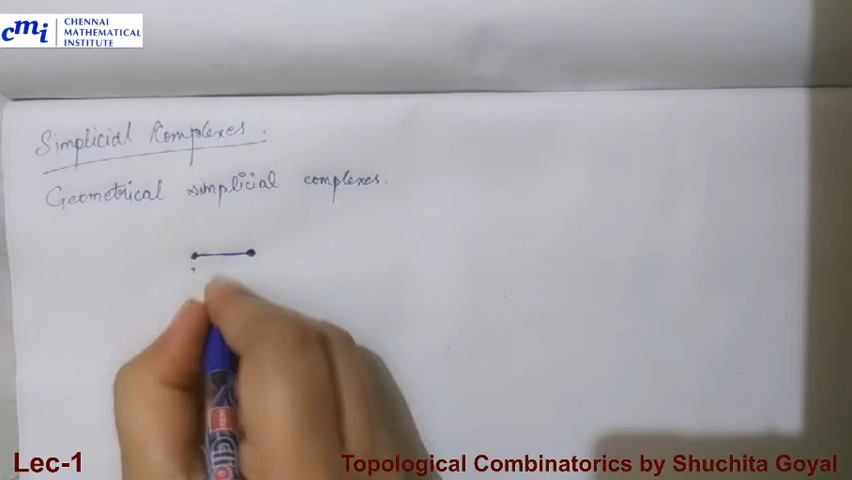 cmi CHENNAI
MATHEMATICAL
INSTITUTE
Simplicial Complexes.
Geometrical simplicial complexes.
Lec-1
Topological Combinatorics by Shuchita Goyal